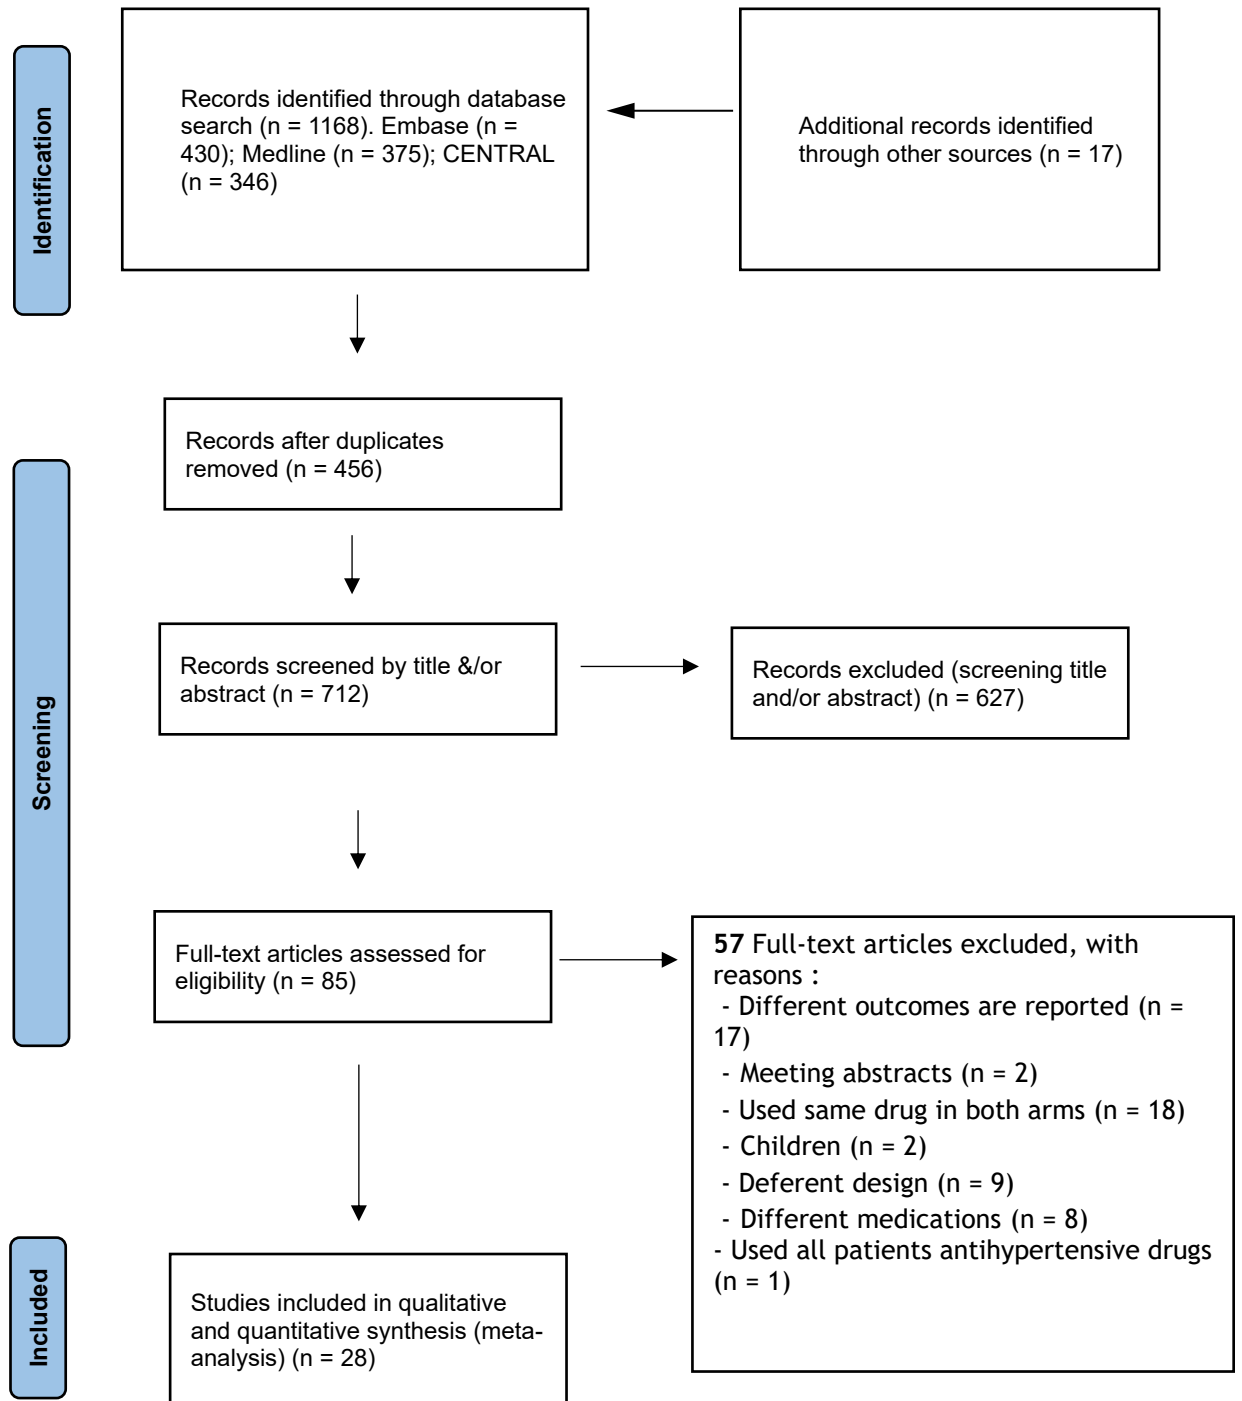 Identification
Records identified through database
search (n = 1168). Embase (n =
430); Medline (n = 375); CENTRAL
(n = 346)
Additional records identified
through other sources (n = 17)
Records after duplicates
removed (n = 456)
Screening
Records screened by title &/or
abstract (n = 712)
Records excluded (screening title
and/or abstract) (n = 627)
Full-text articles assessed for
eligibility (n = 85)
57 Full-text articles excluded, with
reasons :
- Different outcomes are reported (n =
17)
- Meeting abstracts (n = 2)
- Used same drug in both arms (n = 18)
- Children (n = 2)
- Deferent design (n = 9)
- Different medications (n = 8)
- Used all patients antihypertensive drugs
(n = 1)
Included
Studies included in qualitative
and quantitative synthesis (meta-
analysis) (n = 28)